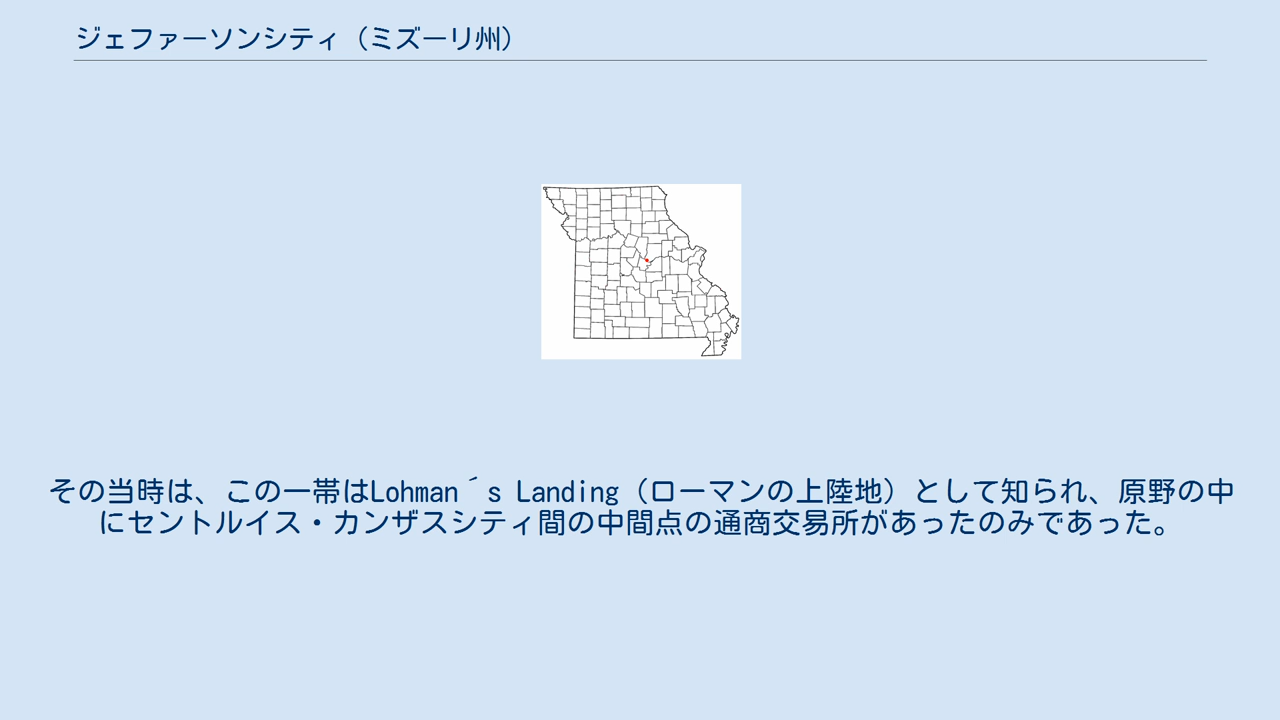 ジェファーソンシティ（ミズーリ州）
その当時は、この一帯はLohman´s Landing（ローマンの上陸地）として知られ、原野の中
にセントルイス・カンザスシティ間の中間点の通商交易所があったのみであった。